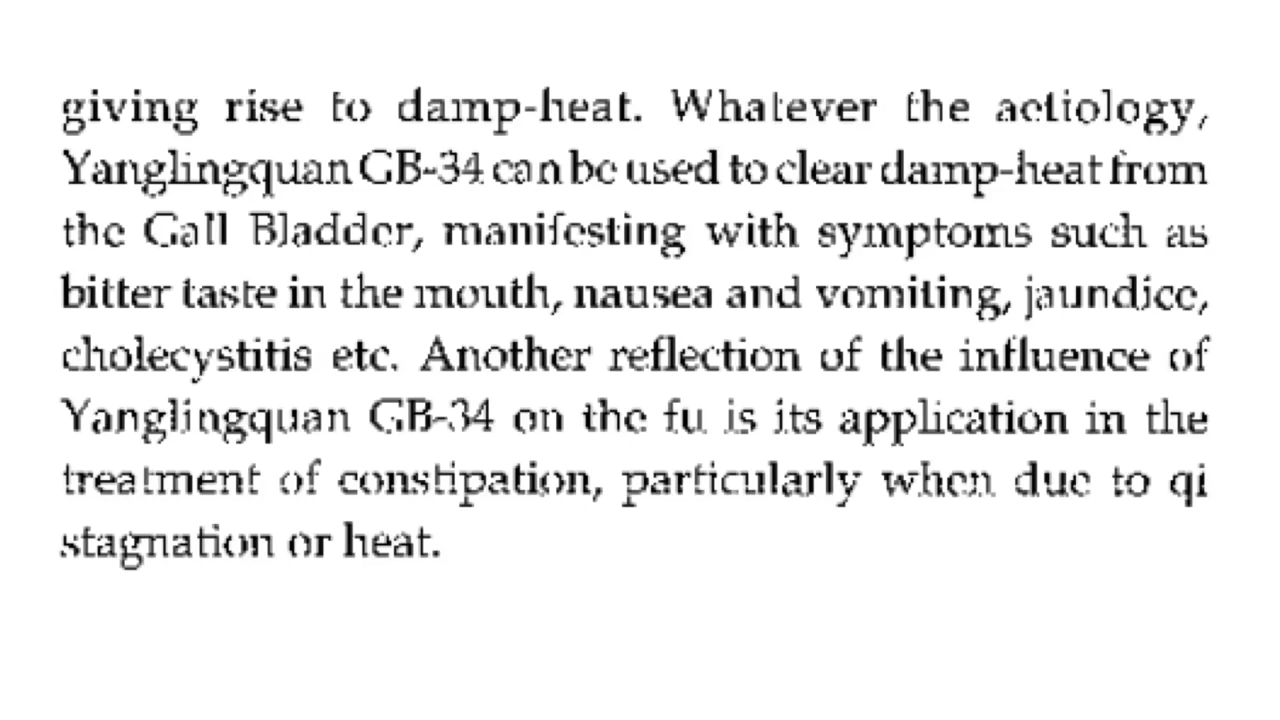 giving rise to damp-heat. Whatever the aetiology,
Yanglingquan GB-34 can be used to clear damp-heat from
the Gall Bladder, manifesting with symptoms such as
bitter taste in the mouth, nausea and vomiting, jaundice,
cholecystitis etc. Another reflection of the influence of
Yanglingquan GB-34 on the fu is its application in the
treatment of constipation, particularly when due to qi
stagnation or heat.